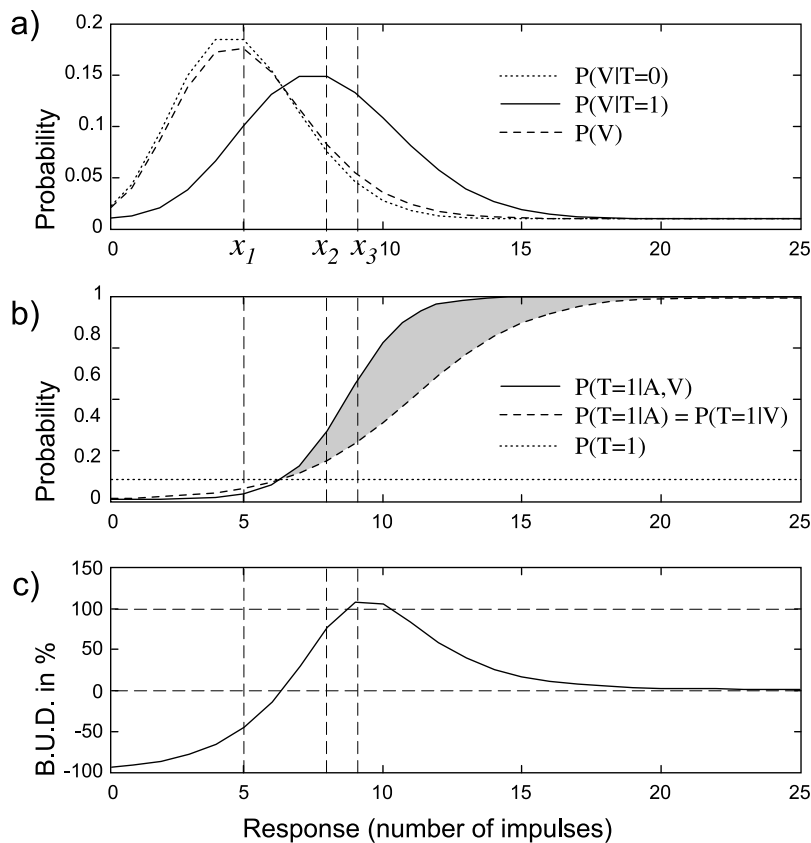 a)
0.2
0.15
0.1
0.05
0
Probability
P(V|T=0)
P(V|T=1)
P(V)
0 5 10 15 20 25
x1 x2 x3
b)
1
0.8
0.6
0.4
0.2
0
Probability
P(T=1|A,V)
P(T=1|A) = P(T=1|V)
P(T=1)
0 5 10 15 20 25
c)
150
100
50
0
-50
-100
B.U.D. in %
0 5 10 15 20 25
Response (number of impulses)